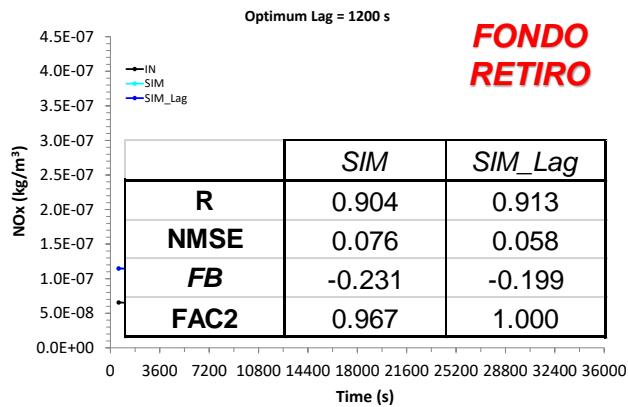 Optimum Lag = 1200 s
FONDO
RETIRO
4.5E-07
4.0E-07
3.5E-07
3.0E-07
2.5E-07
2.0E-07
1.5E-07
1.0E-07
5.0E-08
0.0E+00
NOx (kg/m³)
IN
SIM
SIM_Lag
SIM SIM_Lag
R 0.904 0.913
NMSE 0.076 0.058
FB -0.231 -0.199
FAC2 0.967 1.000
0 3600 7200 10800 14400 18000 21600 25200 28800 32400 36000
Time (s)